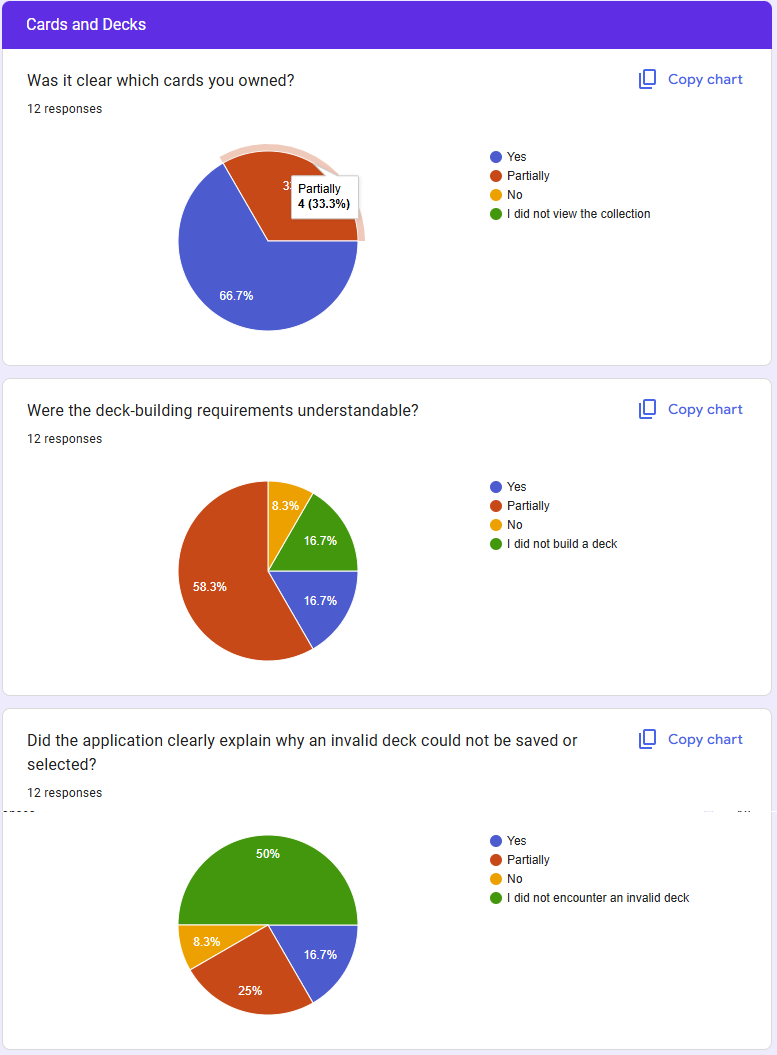 Cards and Decks
Was it clear which cards you owned?
Copy chart
12 responses
Yes
Partially
No
I did not view the collection
Partially
4 (33.3%)
66.7%
Were the deck-building requirements understandable?
Copy chart
12 responses
Yes
Partially
No
I did not build a deck
8.3%
16.7%
58.3%
16.7%
Did the application clearly explain why an invalid deck could not be saved or
selected?
Copy chart
12 responses
Yes
Partially
No
I did not encounter an invalid deck
50%
8.3%
16.7%
25%